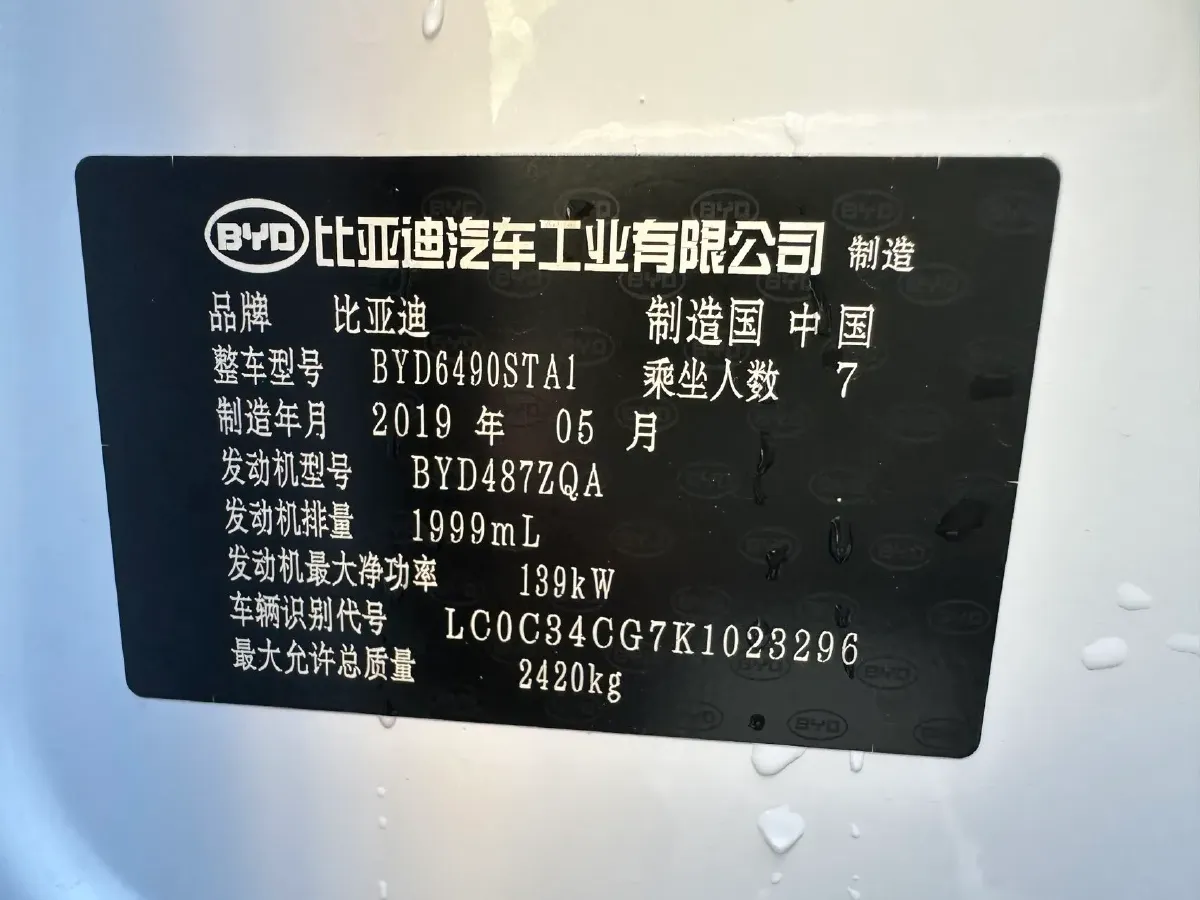 BYD 比亚迪汽车工业有限公司 制造
品牌 比亚迪 制造国 中国
整车型号 BYD6490STA1 乘坐人数 7
制造年月 2019 年 05 月
发动机型号 BYD487ZQA
发动机排量 1999mL
发动机最大净功率 139kW
车辆识别代号 LC0C34CG7K1023296
最大允许总质量 2420kg